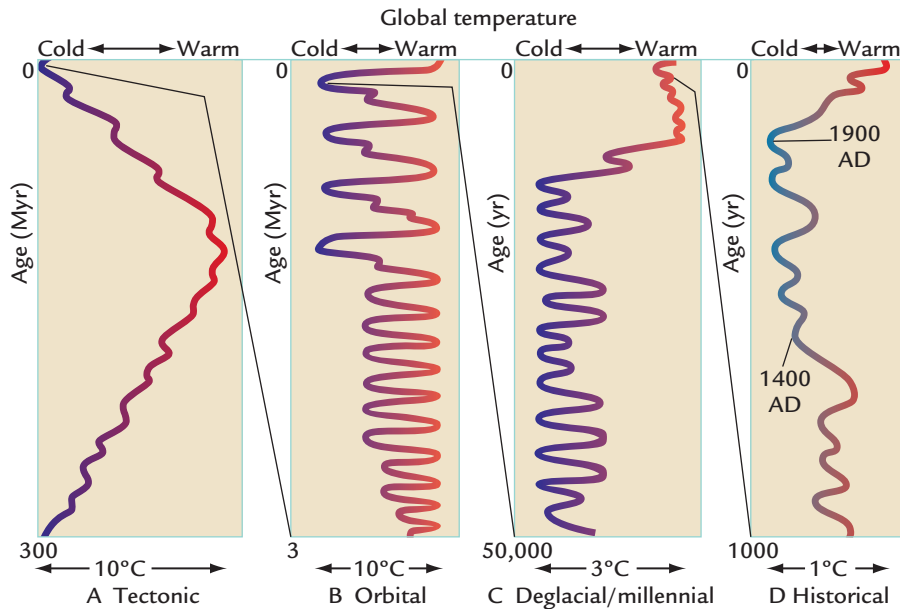 Global temperature
Cold Warm Cold Warm Cold Warm Cold Warm
0 0 0 0
1900
AD
Age (Myr) Age (Myr) Age (yr) Age (yr)
1400
AD
300 3 50,000 1000
10°C 10°C 3°C 1°C
A Tectonic B Orbital C Deglacial/millennial D Historical